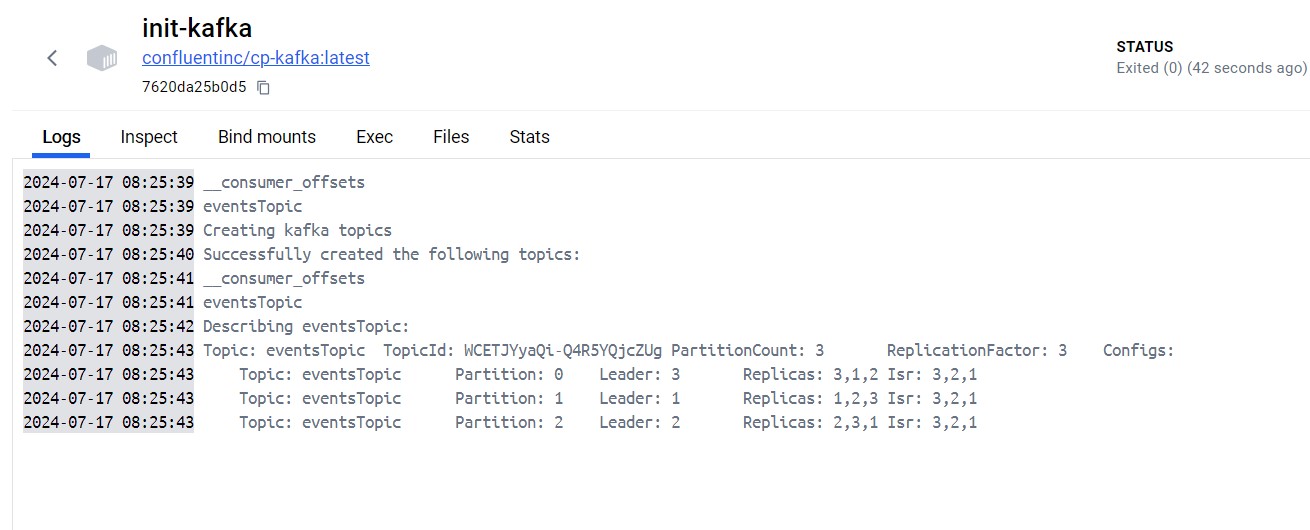 init-kafka
confluentinc/cp-kafka:latest
7620da25b0d5
STATUS
Exited (0) (42 seconds ago)
Logs Inspect Bind mounts Exec Files Stats
2024-07-17 08:25:39 __consumer_offsets
2024-07-17 08:25:39 eventsTopic
2024-07-17 08:25:39 Creating kafka topics
2024-07-17 08:25:40 Successfully created the following topics:
2024-07-17 08:25:41 __consumer_offsets
2024-07-17 08:25:41 eventsTopic
2024-07-17 08:25:42 Describing eventsTopic:
2024-07-17 08:25:43 Topic: eventsTopic TopicId: WCETJYyaQi-Q4R5YQjcZUg PartitionCount: 3 ReplicationFactor: 3 Configs:
2024-07-17 08:25:43 Topic: eventsTopic Partition: 0 Leader: 3 Replicas: 3,1,2 Isr: 3,2,1
2024-07-17 08:25:43 Topic: eventsTopic Partition: 1 Leader: 1 Replicas: 1,2,3 Isr: 3,2,1
2024-07-17 08:25:43 Topic: eventsTopic Partition: 2 Leader: 2 Replicas: 2,3,1 Isr: 3,2,1